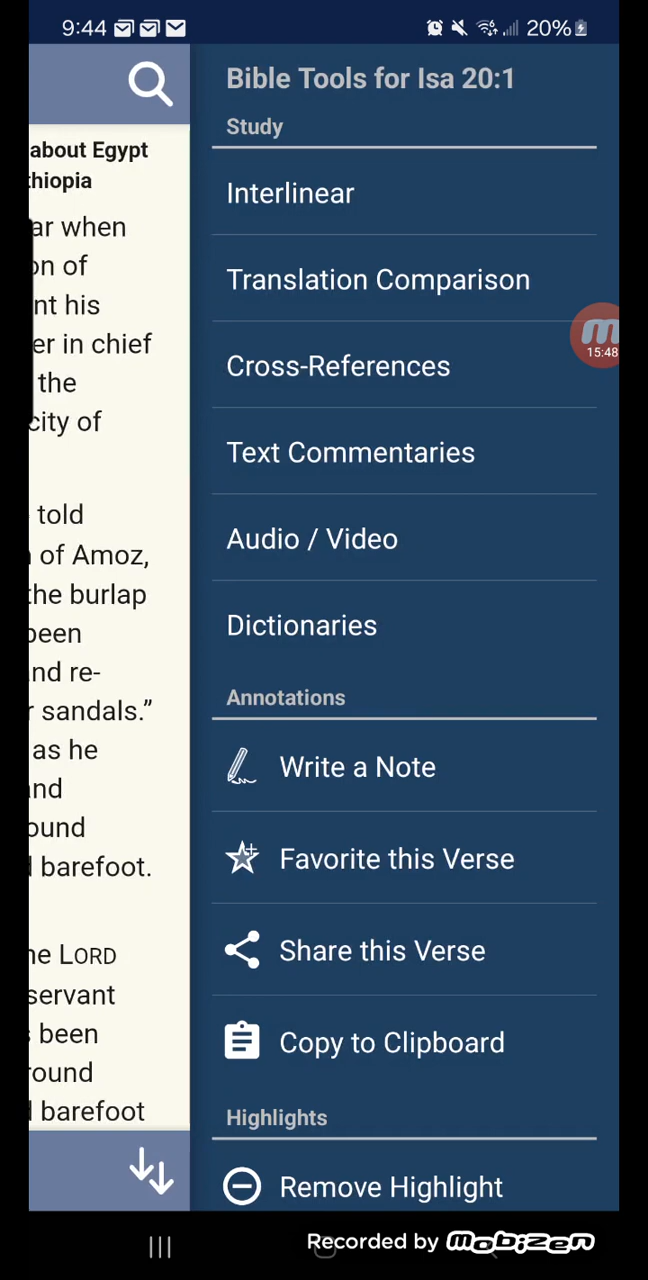 9:44
20%
about Egypt
thiopia
ar when
on of
nt his
er in chief
the
city of
told
of Amoz,
the burlap
been
and re-
r sandals.”
as he
and
ound
barefoot.
he LORD
servant
been
round
barefoot
Bible Tools for Isa 20:1
Study
Interlinear
Translation Comparison
Cross-References
15:48
Text Commentaries
Audio / Video
Dictionaries
Annotations
Write a Note
Favorite this Verse
Share this Verse
Copy to Clipboard
Highlights
Remove Highlight
Recorded by mobizen